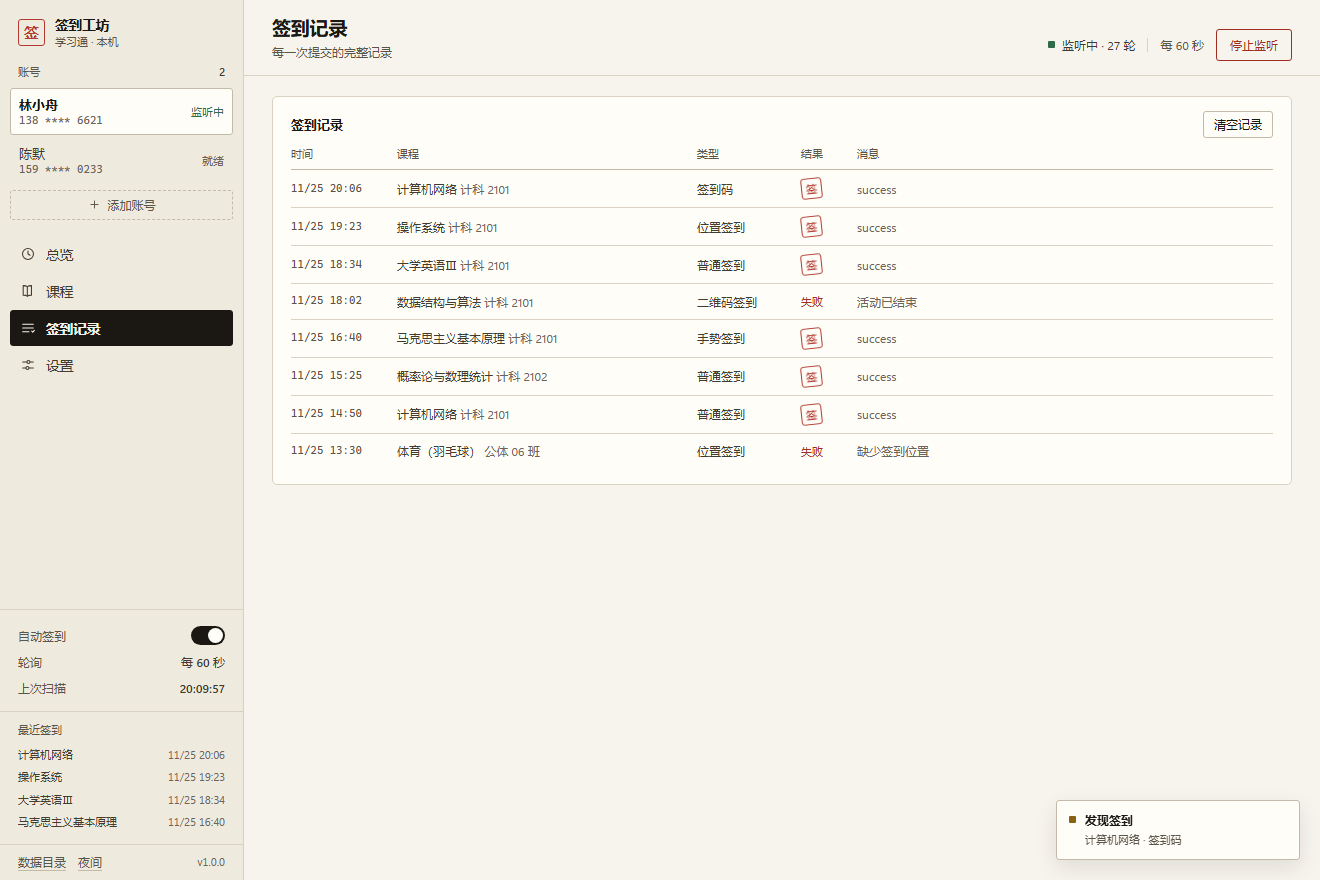 签
签到工坊
学习通 · 本机
账号 2
林小舟
138 **** 6621
监听中
陈默
159 **** 0233
就绪
+ 添加账号
总览
课程
签到记录
设置
自动签到
轮询 每 60 秒
上次扫描 20:09:57
最近签到
计算机网络 11/25 20:06
操作系统 11/25 19:23
大学英语Ⅲ 11/25 18:34
马克思主义基本原理 11/25 16:40
数据目录 夜间 v1.0.0
签到记录
每一次提交的完整记录
监听中 · 27 轮 每 60 秒 停止监听
签到记录 清空记录
时间 课程 类型 结果 消息
11/25 20:06 计算机网络 计科 2101 签到码 签 success
11/25 19:23 操作系统 计科 2101 位置签到 签 success
11/25 18:34 大学英语Ⅲ 计科 2101 普通签到 签 success
11/25 18:02 数据结构与算法 计科 2101 二维码签到 失败 活动已结束
11/25 16:40 马克思主义基本原理 计科 2101 手势签到 签 success
11/25 15:25 概率论与数理统计 计科 2102 普通签到 签 success
11/25 14:50 计算机网络 计科 2101 普通签到 签 success
11/25 13:30 体育（羽毛球） 公体 06 班 位置签到 失败 缺少签到位置
发现签到
计算机网络 · 签到码